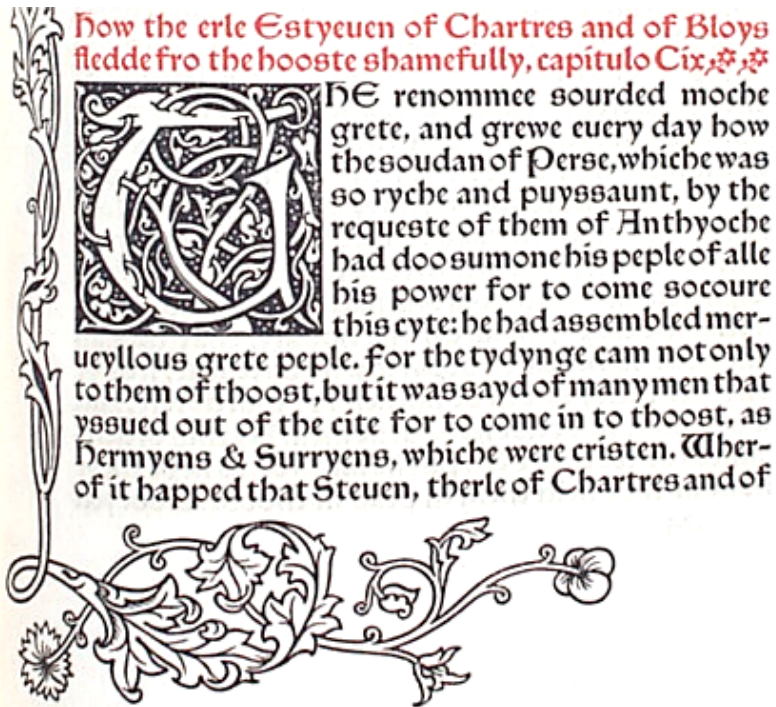 How the erle Estyeuen of Chartres and of Bloys
fledde fro the hooste shamefully, capitulo Cix
THE renommee sourded moche
grete, and grewe euery day how
the soudan of Perse, whiche was
so ryche and puyssaunt, by the
requeste of them of Anthyoche
had doo sumone his peple of alle
his power for to come socoure
this cyte: he had assembled mer-
ueyllous grete peple. For the tydynge cam not only
to them of thoost, but it was sayd of many men that
yssued out of the cite for to come in to thoost, as
Hermyens & Surryens, whiche were cristen. Wher-
of it happed that Steuen, therle of Chartres and of